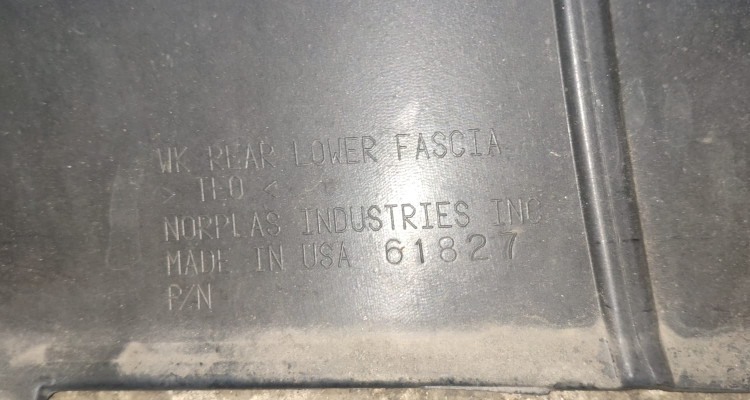 WK REAR LOWER FASCIA
> TEO <
NORPLAS INDUSTRIES INC
MADE IN USA 61827
P/N